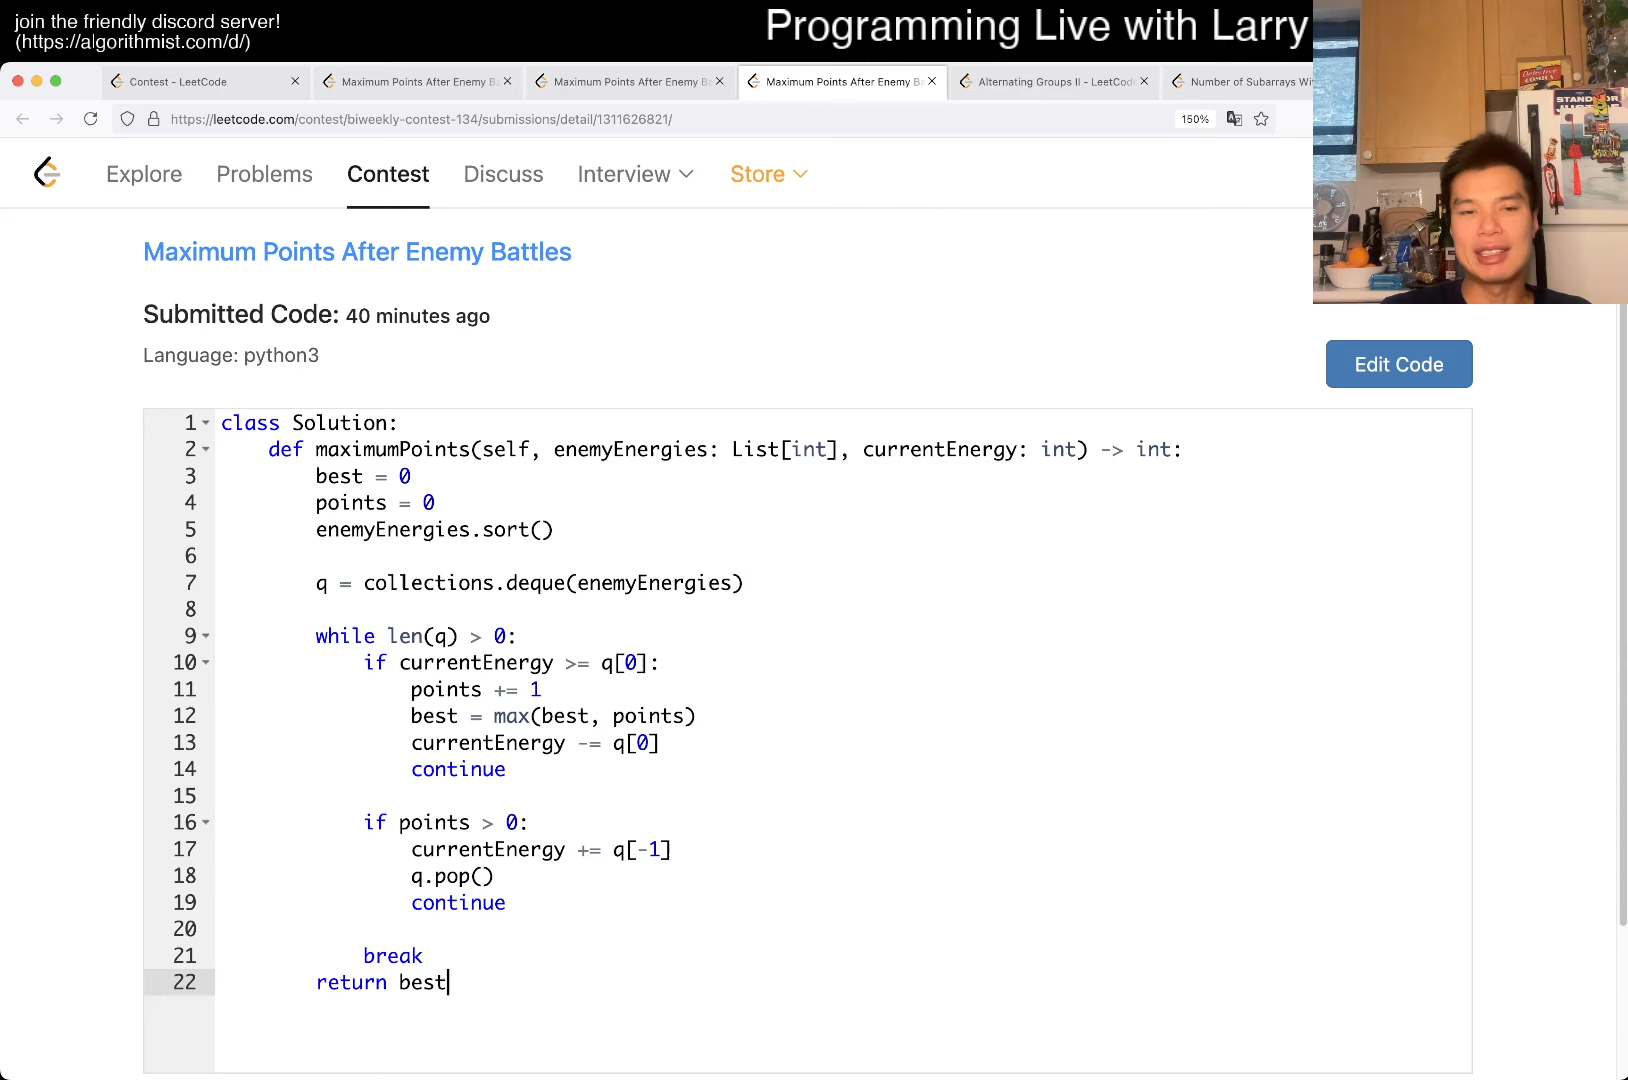 join the friendly discord server!
(https://algorithmist.com/d/)
Programming Live with Larry
Contest - LeetCode
Maximum Points After Enemy Ba
Maximum Points After Enemy Ba
Maximum Points After Enemy Ba
Alternating Groups II - LeetCode
Number of Subarrays Wi
https://leetcode.com/contest/biweekly-contest-134/submissions/detail/1311626821/
150%
Explore
Problems
Contest
Discuss
Interview
Store
Maximum Points After Enemy Battles
Submitted Code: 40 minutes ago
Language: python3
Edit Code
1 class Solution:
2     def maximumPoints(self, enemyEnergies: List[int], currentEnergy: int) -> int:
3         best = 0
4         points = 0
5         enemyEnergies.sort()
6
7         q = collections.deque(enemyEnergies)
8
9         while len(q) > 0:
10             if currentEnergy >= q[0]:
11                 points += 1
12                 best = max(best, points)
13                 currentEnergy -= q[0]
14                 continue
15
16             if points > 0:
17                 currentEnergy += q[-1]
18                 q.pop()
19                 continue
20
21             break
22         return best